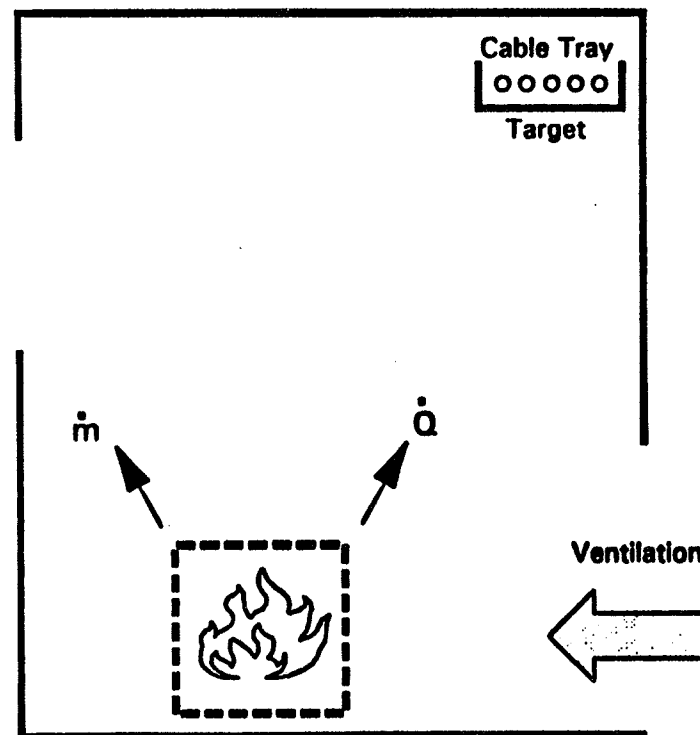 Cable Tray
Target
ṁ
Q̇
Ventilation